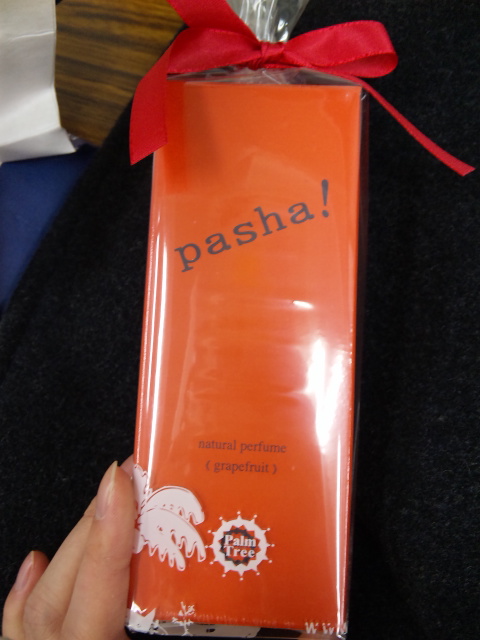 pasha!
natural perfume
( grapefruit )
Palm
Tree